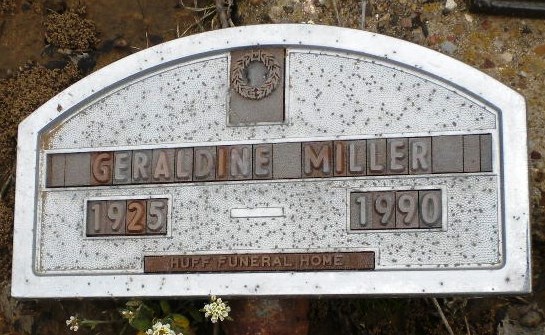 GERALDINE MILLER
1925 — 1990
HUFF FUNERAL HOME